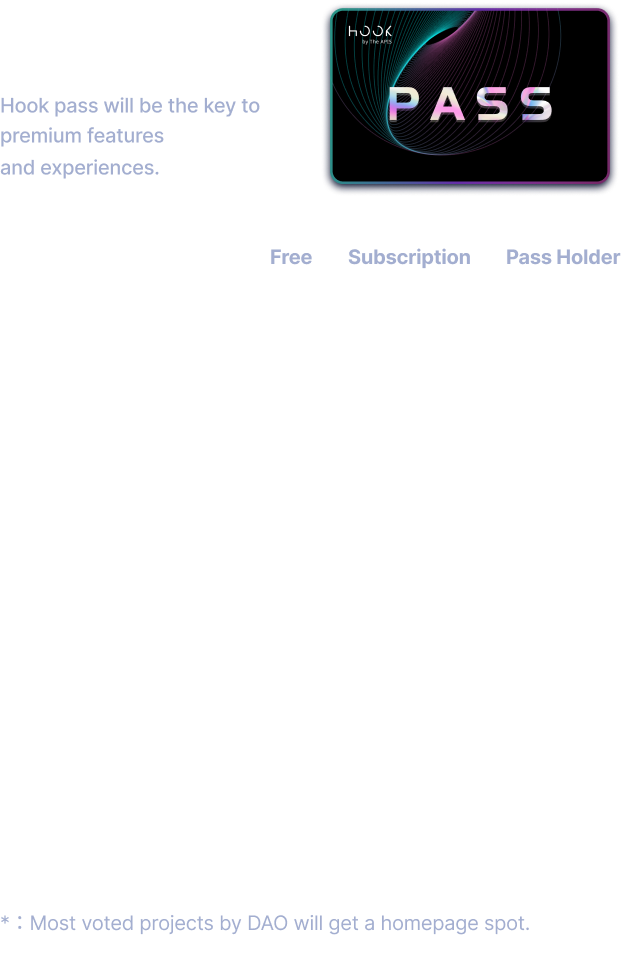 HOOK
by The APIS
PASS
Hook pass will be the key to
premium features
and experiences.
Free Subscription Pass Holder
*：Most voted projects by DAO will get a homepage spot.